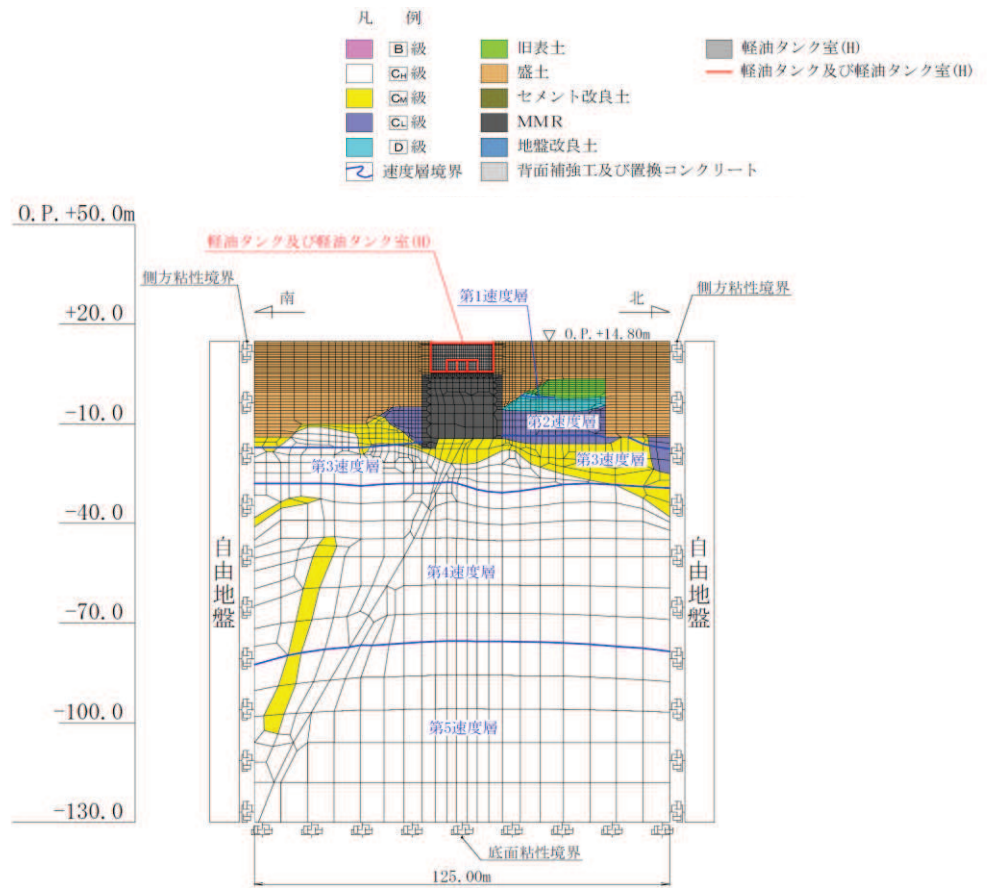 凡 例
B級
CH級
CM級
CL級
D級
速度層境界
旧表土
盛土
セメント改良土
MMR
地盤改良土
背面補強工及び置換コンクリート
軽油タンク室(H)
軽油タンク及び軽油タンク室(H)
O.P.+50.0m
軽油タンク及び軽油タンク室(H)
側方粘性境界
南
第1速度層
北
側方粘性境界
+20.0
O.P.+14.80m
-10.0
第2速度層
第3速度層
第3速度層
-40.0
自由地盤
自由地盤
第4速度層
-70.0
-100.0
第5速度層
-130.0
底面粘性境界
125.00m